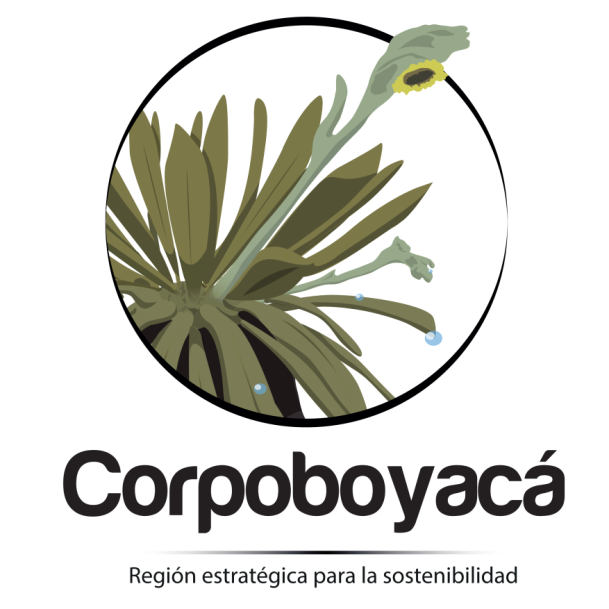 Corpoboyacá
Región estratégica para la sostenibilidad